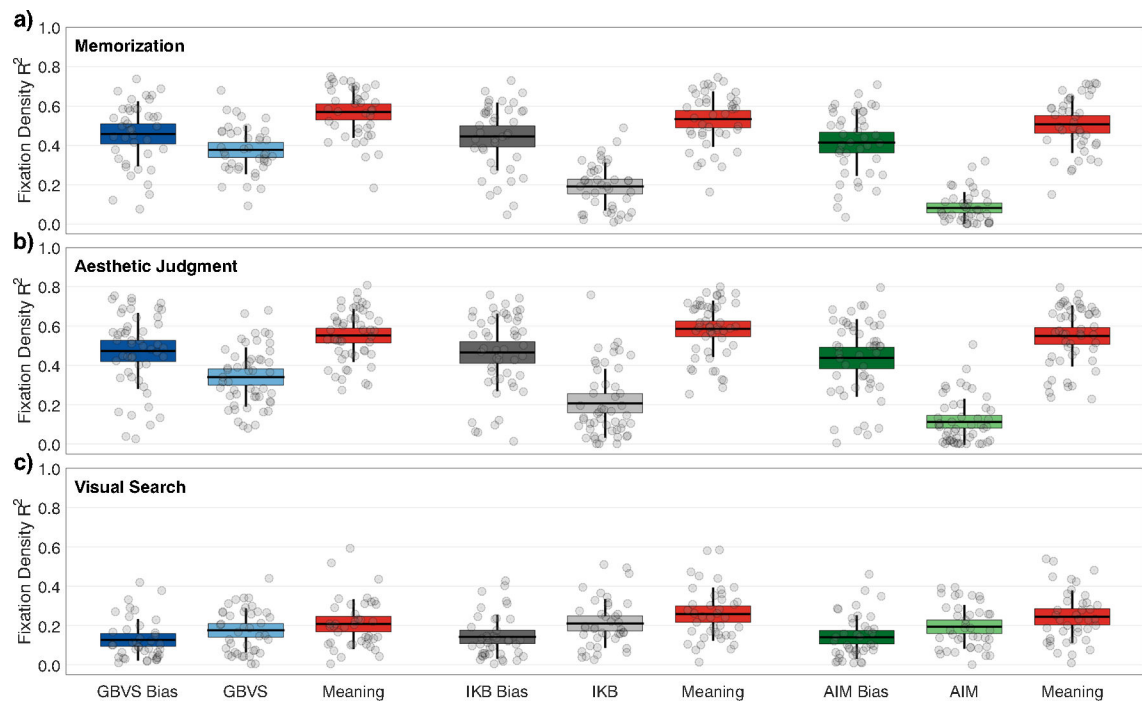 a)
Memorization
Fixation Density R²
1.0
0.8
0.6
0.4
0.2
0.0
b)
Aesthetic Judgment
Fixation Density R²
1.0
0.8
0.6
0.4
0.2
0.0
c)
Visual Search
Fixation Density R²
1.0
0.8
0.6
0.4
0.2
0.0
GBVS Bias GBVS Meaning IKB Bias IKB Meaning AIM Bias AIM Meaning